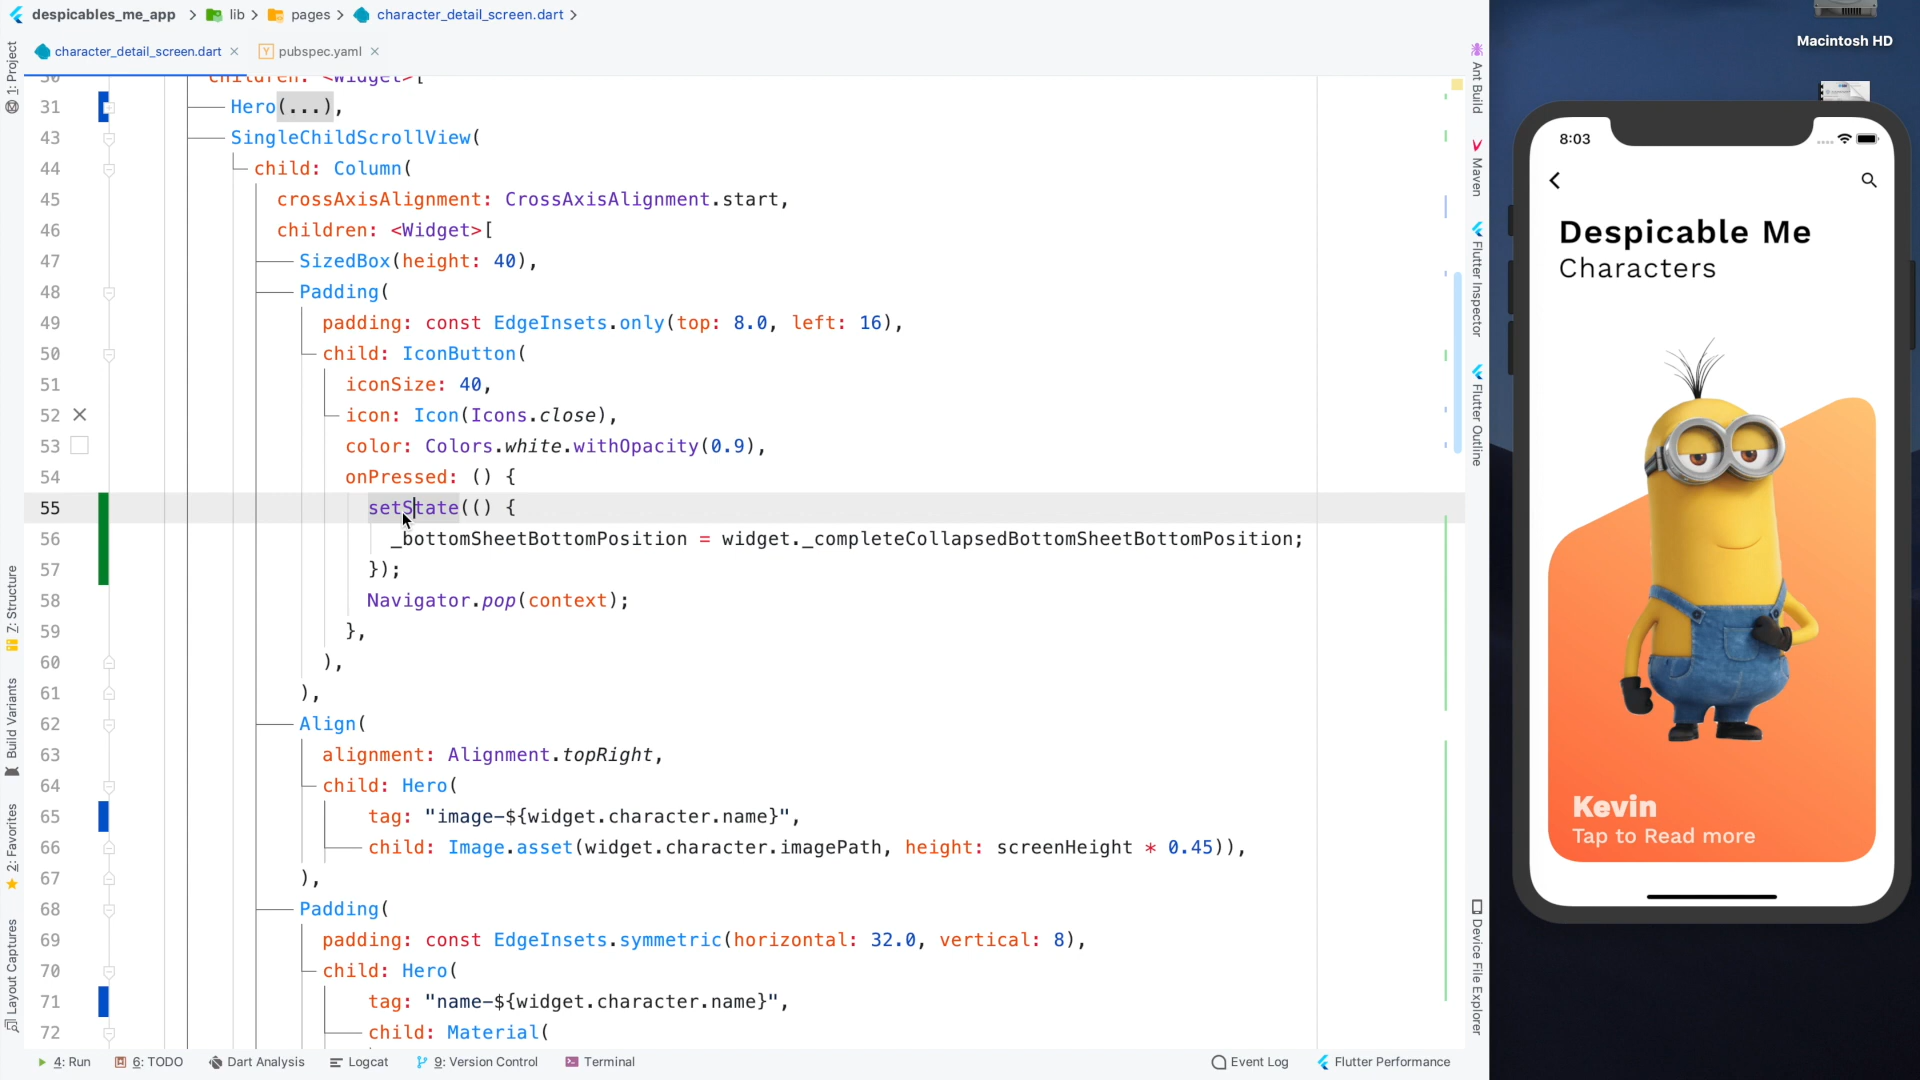 despicables_me_app > lib > pages > character_detail_screen.dart >
character_detail_screen.dart × pubspec.yaml ×
1: Project
7: Structure
Build Variants
2: Favorites
Layout Captures
30 children: <Widget>[
31 Hero(...),
43 SingleChildScrollView(
44 child: Column(
45 crossAxisAlignment: CrossAxisAlignment.start,
46 children: <Widget>[
47 SizedBox(height: 40),
48 Padding(
49 padding: const EdgeInsets.only(top: 8.0, left: 16),
50 child: IconButton(
51 iconSize: 40,
52 icon: Icon(Icons.close),
53 color: Colors.white.withOpacity(0.9),
54 onPressed: () {
55 setState(() {
56 _bottomSheetBottomPosition = widget._completeCollapsedBottomSheetBottomPosition;
57 });
58 Navigator.pop(context);
59 },
60 ),
61 ),
62 Align(
63 alignment: Alignment.topRight,
64 child: Hero(
65 tag: "image-${widget.character.name}",
66 child: Image.asset(widget.character.imagePath, height: screenHeight * 0.45)),
67 ),
68 Padding(
69 padding: const EdgeInsets.symmetric(horizontal: 32.0, vertical: 8),
70 child: Hero(
71 tag: "name-${widget.character.name}",
72 child: Material(
4: Run 6: TODO Dart Analysis Logcat 9: Version Control Terminal Event Log Flutter Performance
Ant Build
Maven
Flutter Inspector
Flutter Outline
Device File Explorer
Macintosh HD
8:03
Despicable Me
Characters
Kevin
Tap to Read more